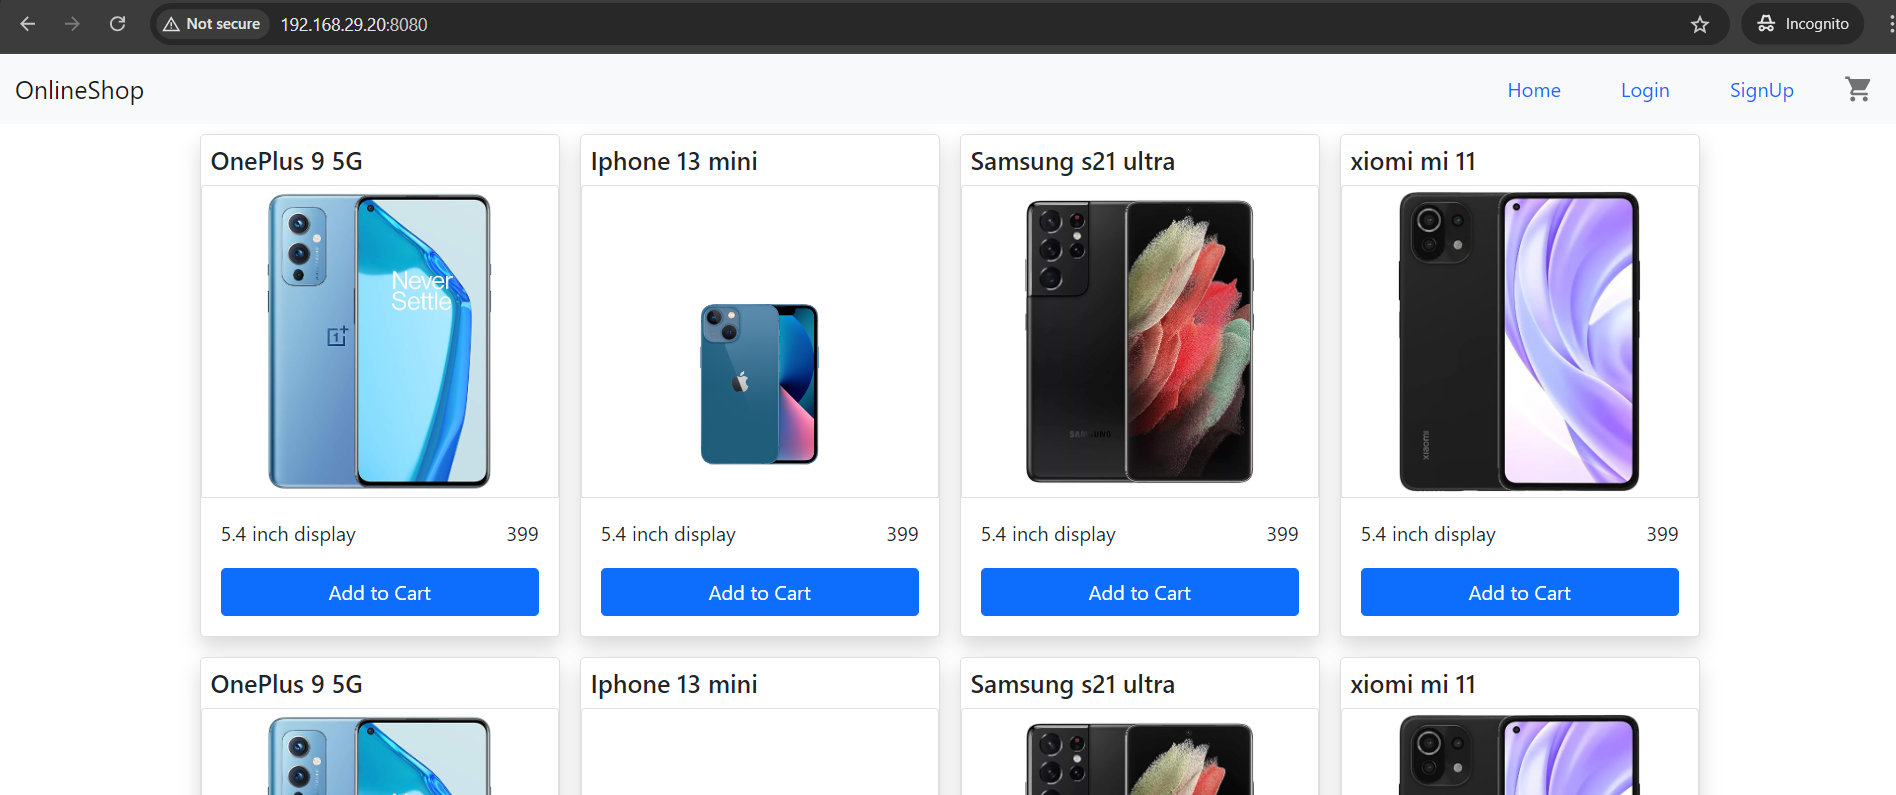 Not secure 192.168.29.20:8080 Incognito
OnlineShop Home Login SignUp
OnePlus 9 5G Iphone 13 mini Samsung s21 ultra xiomi mi 11
Never
Settle
1+
SAMSUNG
xiaomi
5.4 inch display 399 5.4 inch display 399 5.4 inch display 399 5.4 inch display 399
Add to Cart Add to Cart Add to Cart Add to Cart
OnePlus 9 5G Iphone 13 mini Samsung s21 ultra xiomi mi 11